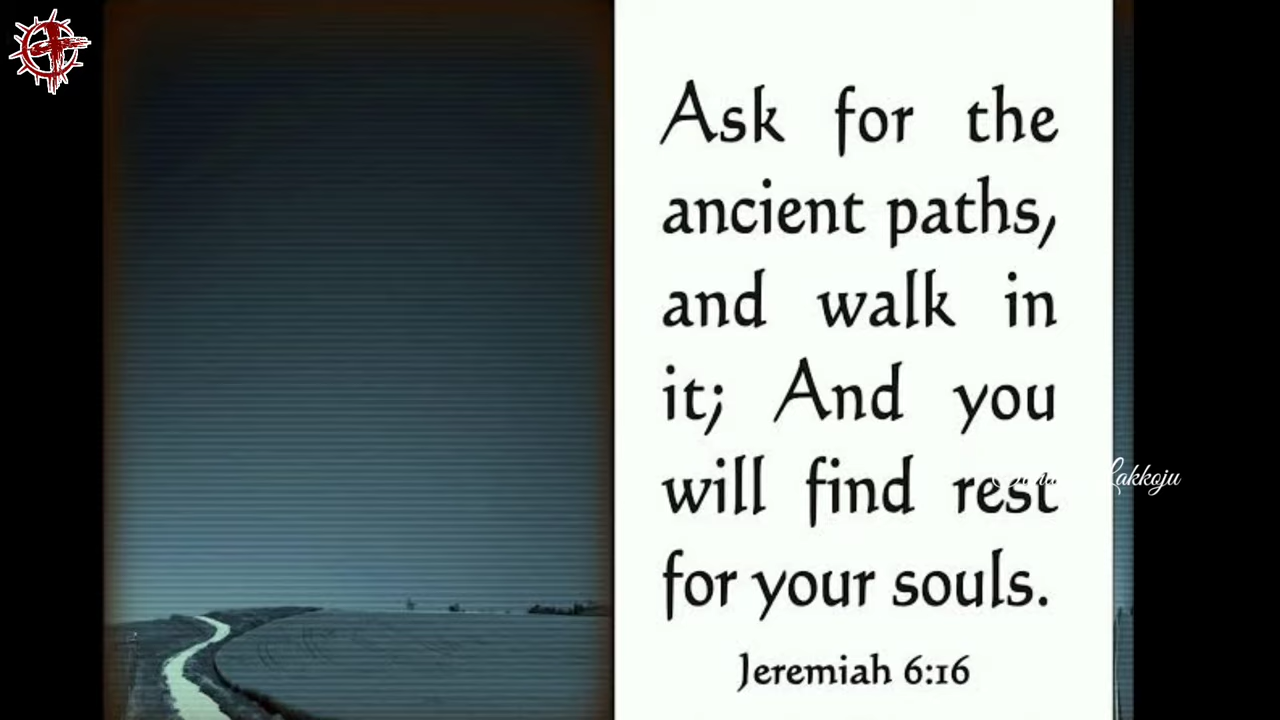 Ask for the
ancient paths,
and walk in
it; And you
will find rest
for your souls.
Jeremiah 6:16
Lakkoju